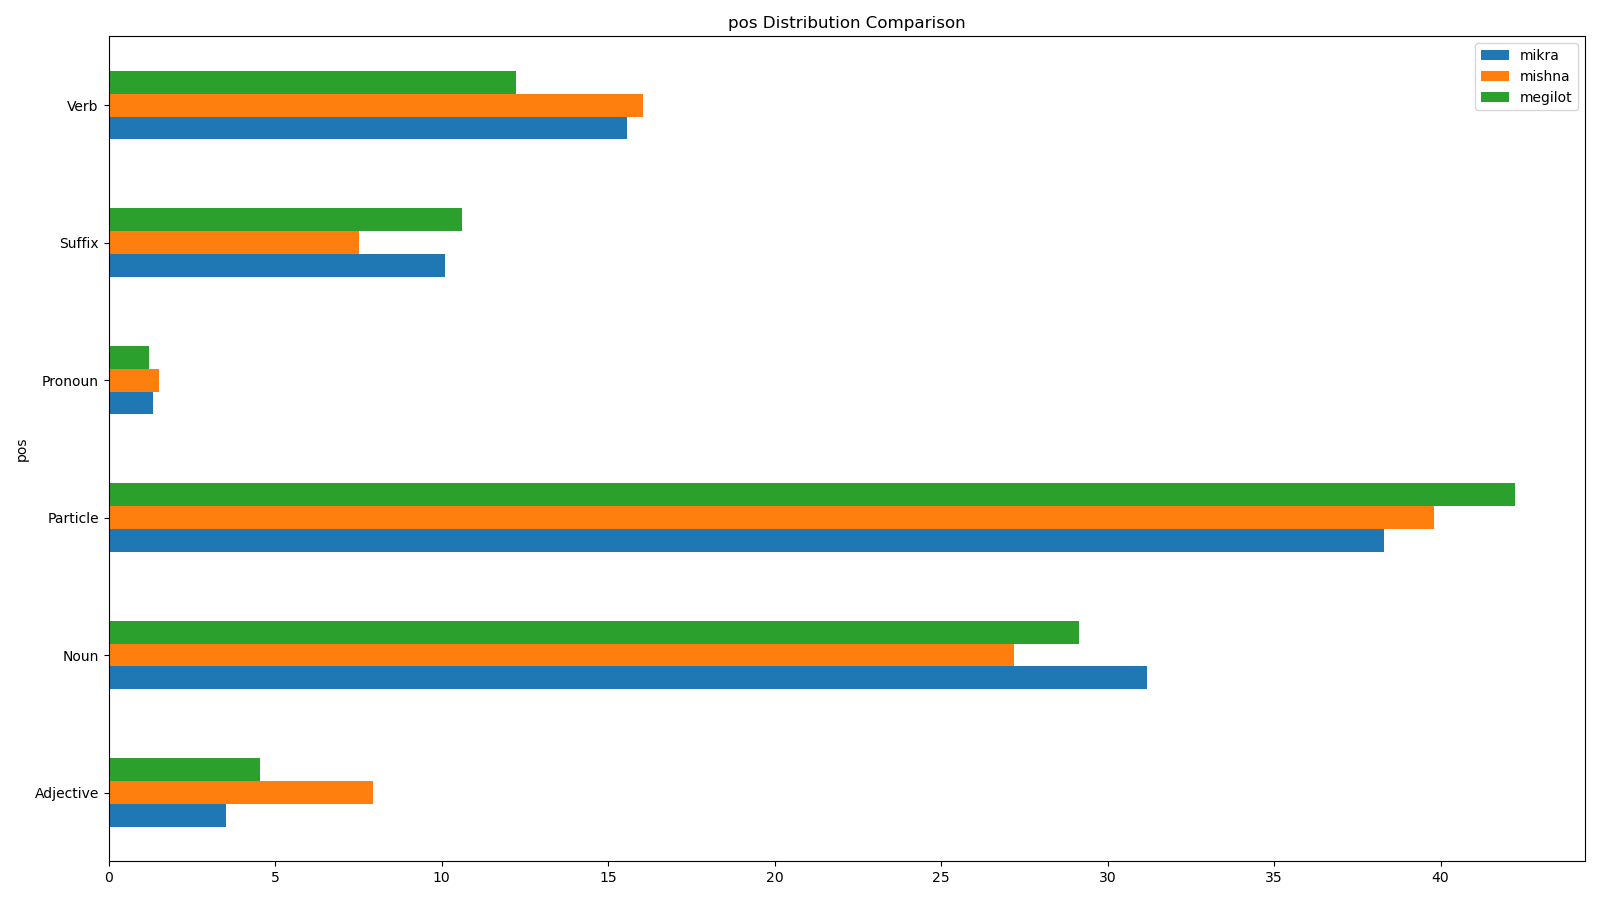 pos Distribution Comparison
mikra
mishna
megilot
Verb
Suffix
Pronoun
pos
Particle
Noun
Adjective
0 5 10 15 20 25 30 35 40